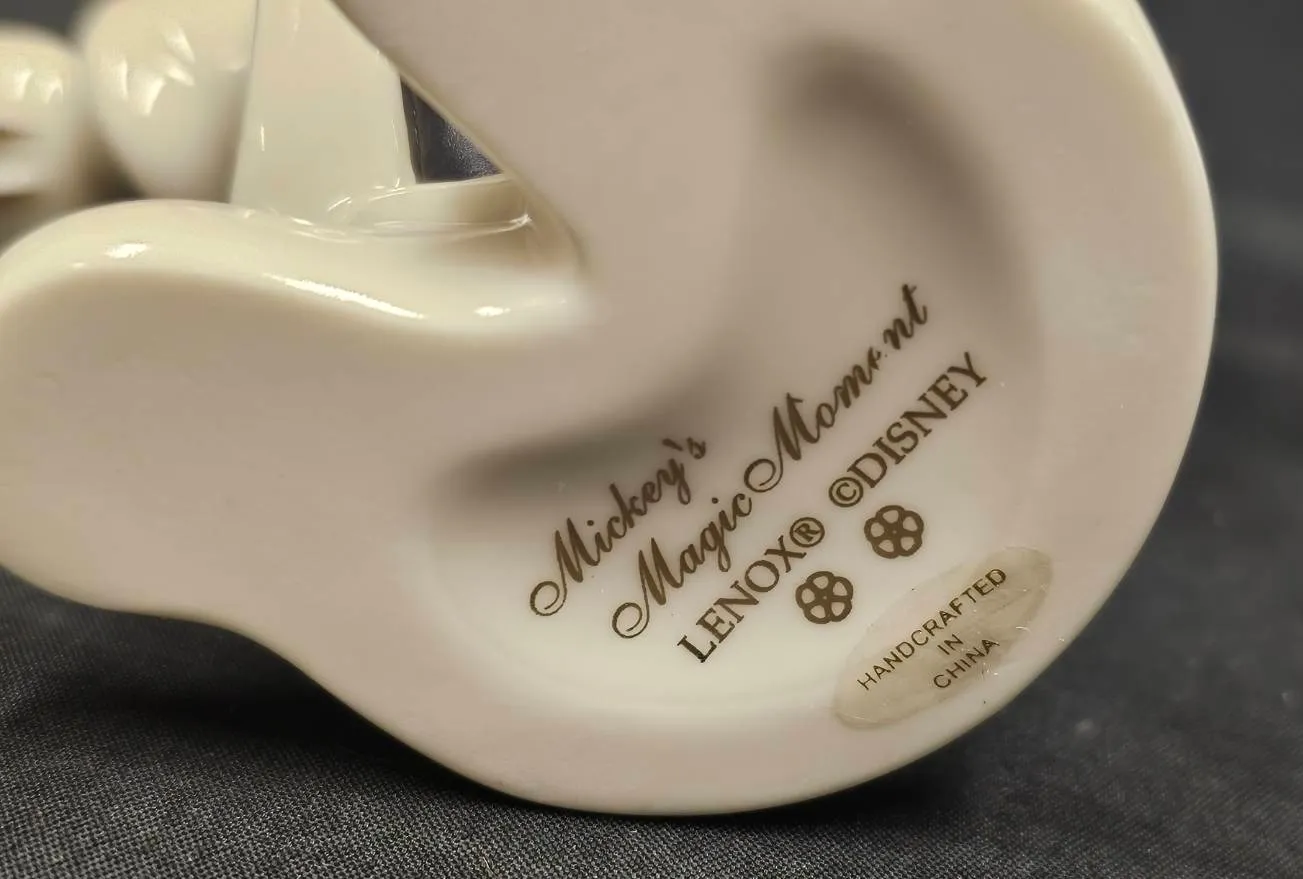 Mickey's
Magic Moment
LENOX® ©DISNEY
HANDCRAFTED
IN
CHINA